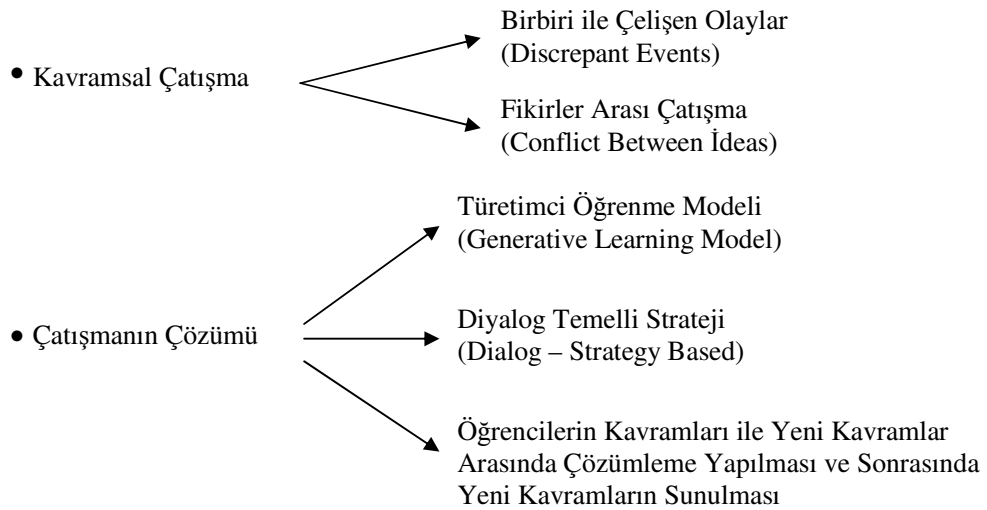 • Kavramsal Çatışma
Birbiri ile Çelişen Olaylar
(Discrepant Events)
Fikirler Arası Çatışma
(Conflict Between İdeas)
• Çatışmanın Çözümü
Türetimci Öğrenme Modeli
(Generative Learning Model)
Diyalog Temelli Strateji
(Dialog – Strategy Based)
Öğrencilerin Kavramları ile Yeni Kavramlar
Arasında Çözümleme Yapılması ve Sonrasında
Yeni Kavramların Sunulması